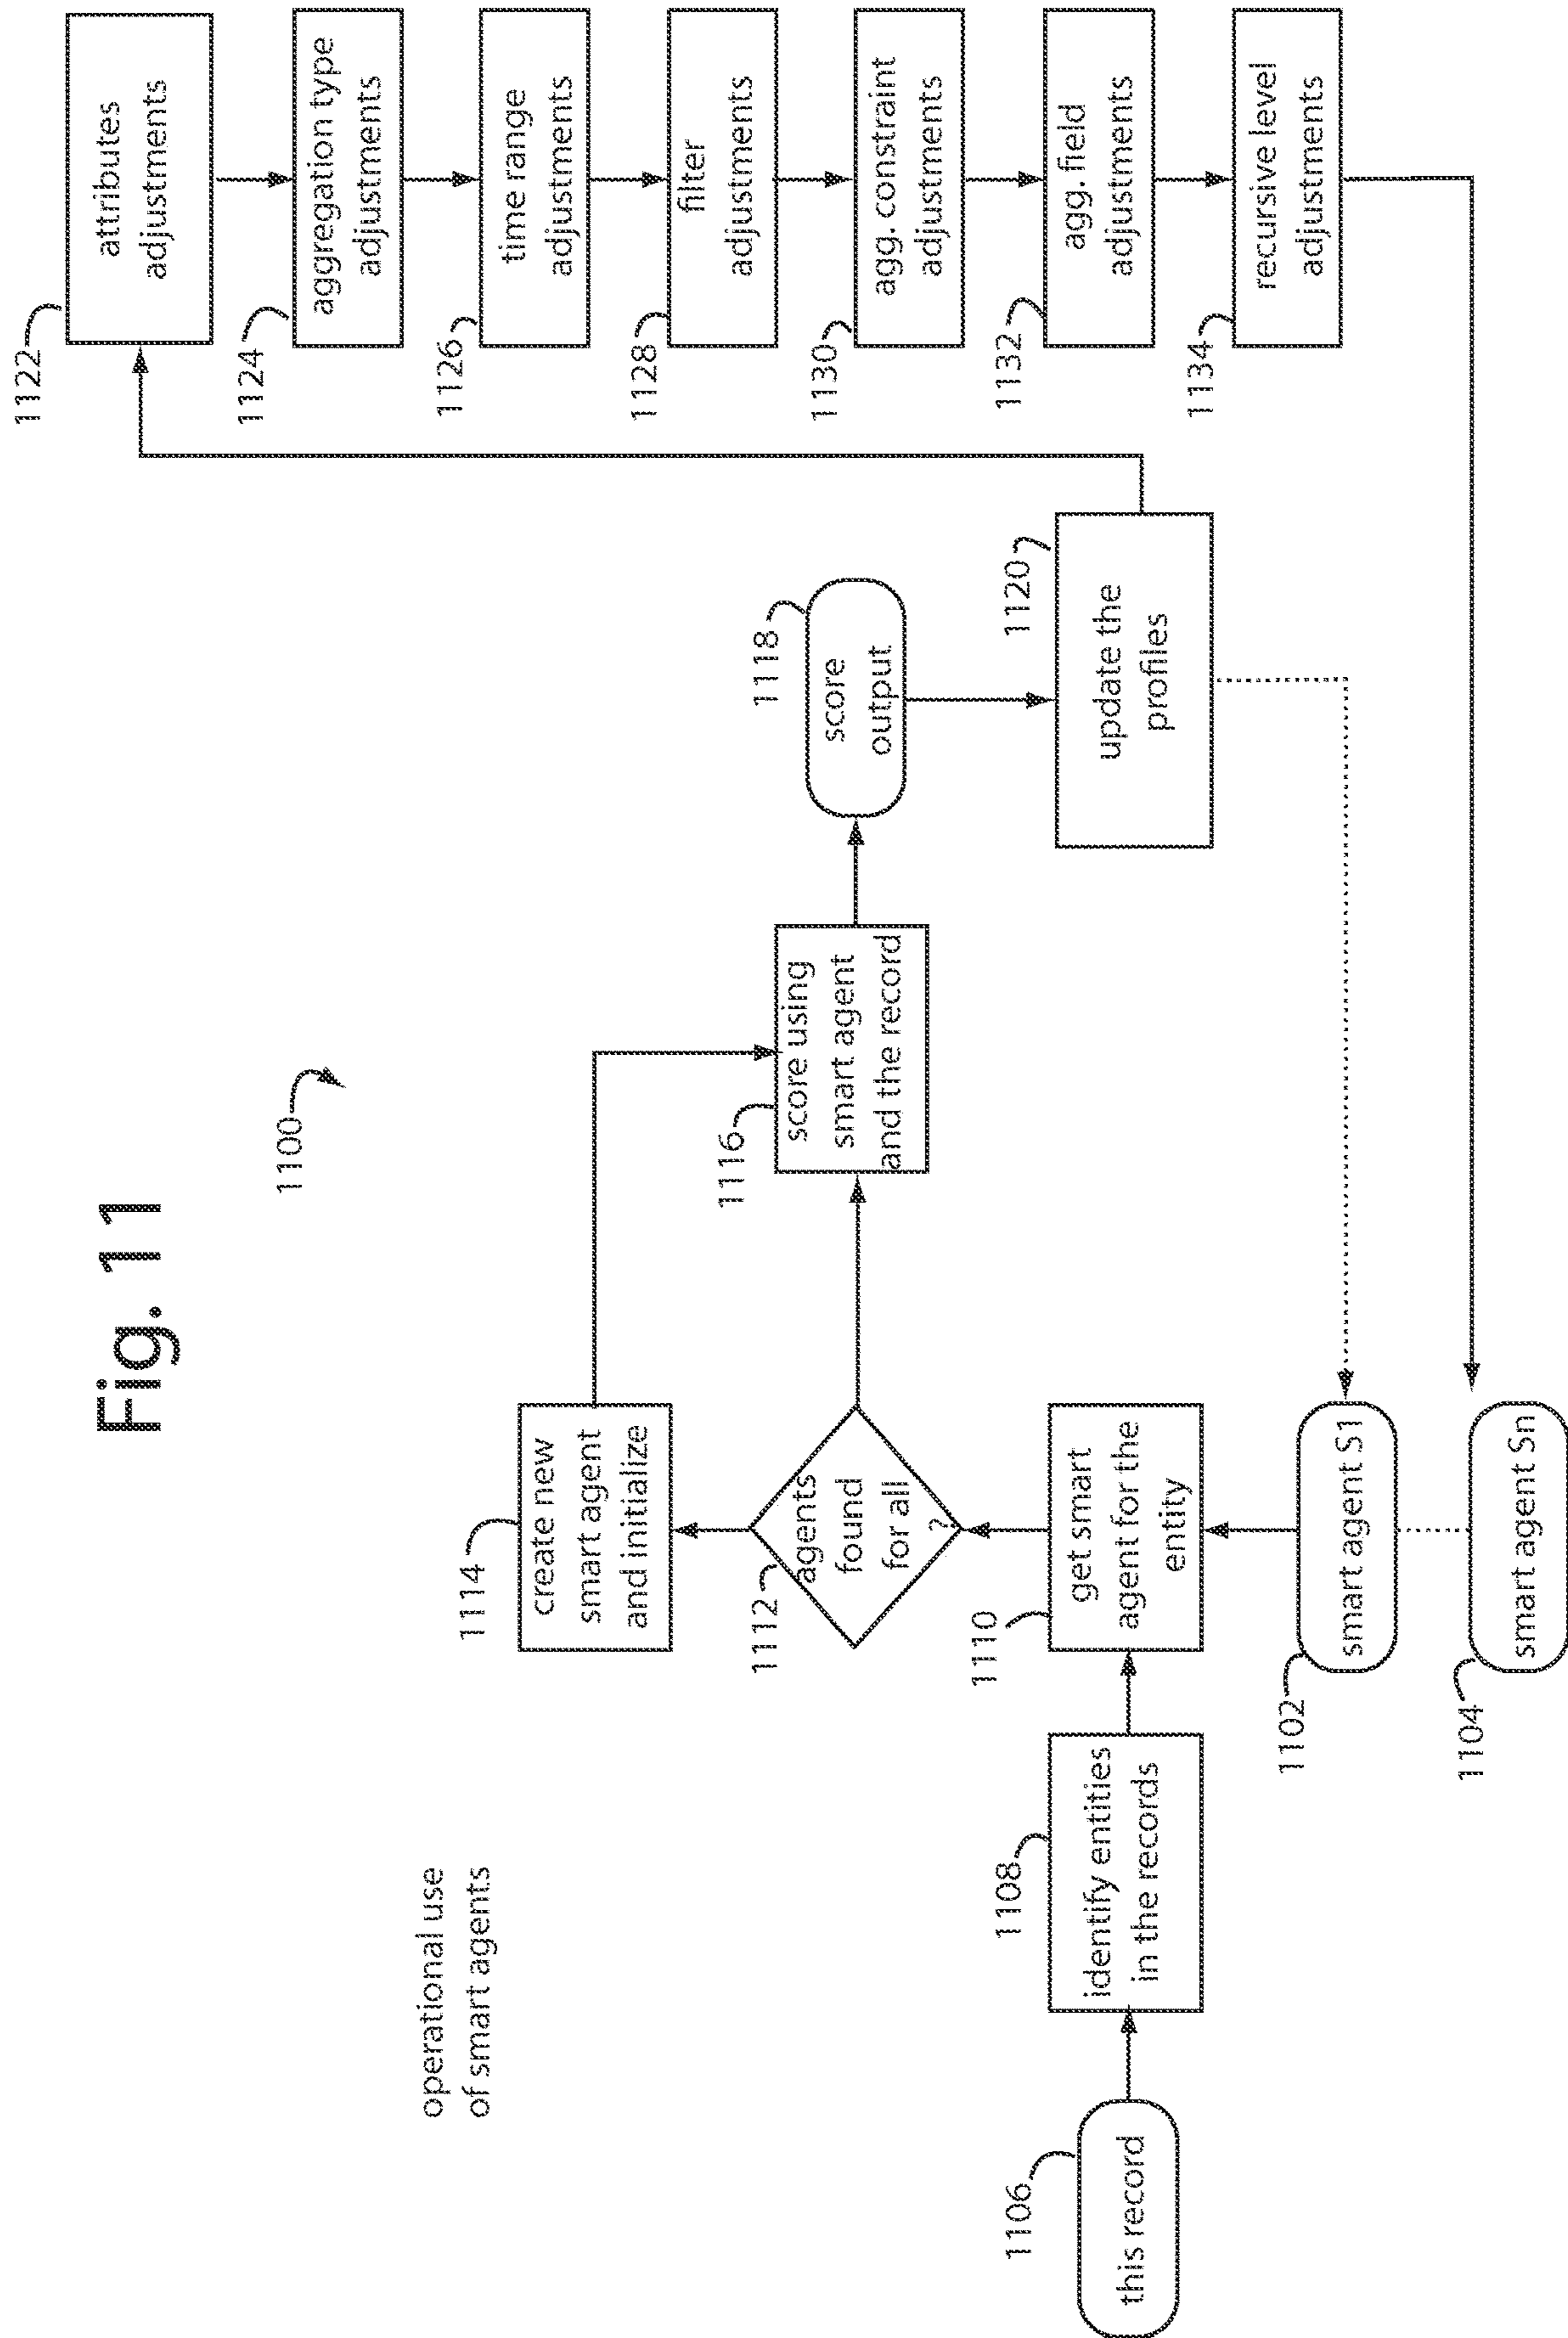 Fig. 11
1100
operational use
of smart agents
1106
this record
1108
identify entities
in the records
1110
get smart
agent for the
entity
1102
smart agent S1
1104
smart agent Sn
1112
agents
found
for all
?
1114
create new
smart agent
and initialize
1116
score using
smart agent
and the record
1118
score
output
1120
update the
profiles
1122
attributes
adjustments
1124
aggregation type
adjustments
1126
time range
adjustments
1128
filter
adjustments
1130
agg. constraint
adjustments
1132
agg. field
adjustments
1134
recursive level
adjustments